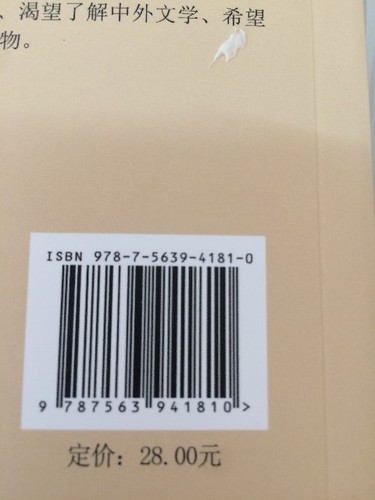 、渴望了解中外文学、希望
物。
ISBN 978-7-5639-4181-0
9 787563 941810 >
定价：28.00元